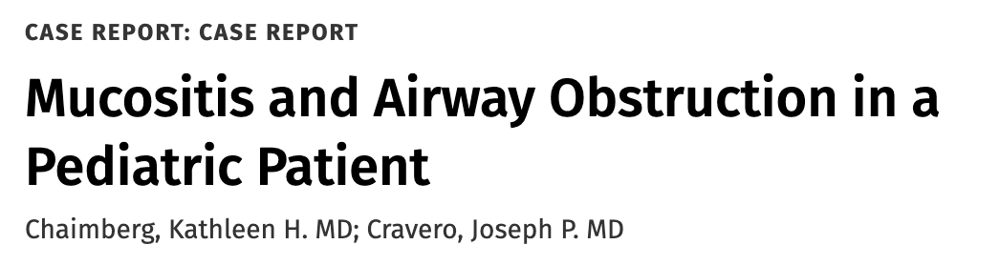 CASE REPORT: CASE REPORT
Mucositis and Airway Obstruction in a
Pediatric Patient
Chaimberg, Kathleen H. MD; Cravero, Joseph P. MD